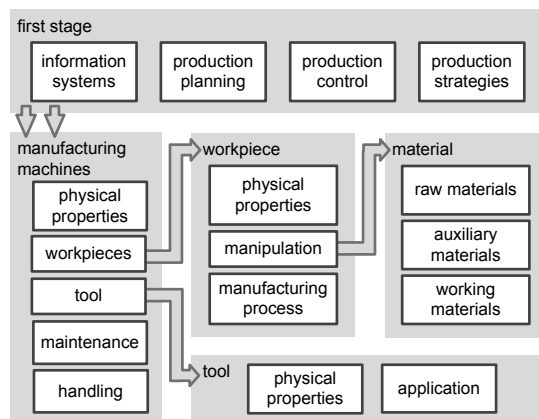 first stage
information
systems
production
planning
production
control
production
strategies
manufacturing
machines
physical
properties
workpieces
tool
maintenance
handling
workpiece
physical
properties
manipulation
manufacturing
process
material
raw materials
auxiliary
materials
working
materials
tool
physical
properties
application